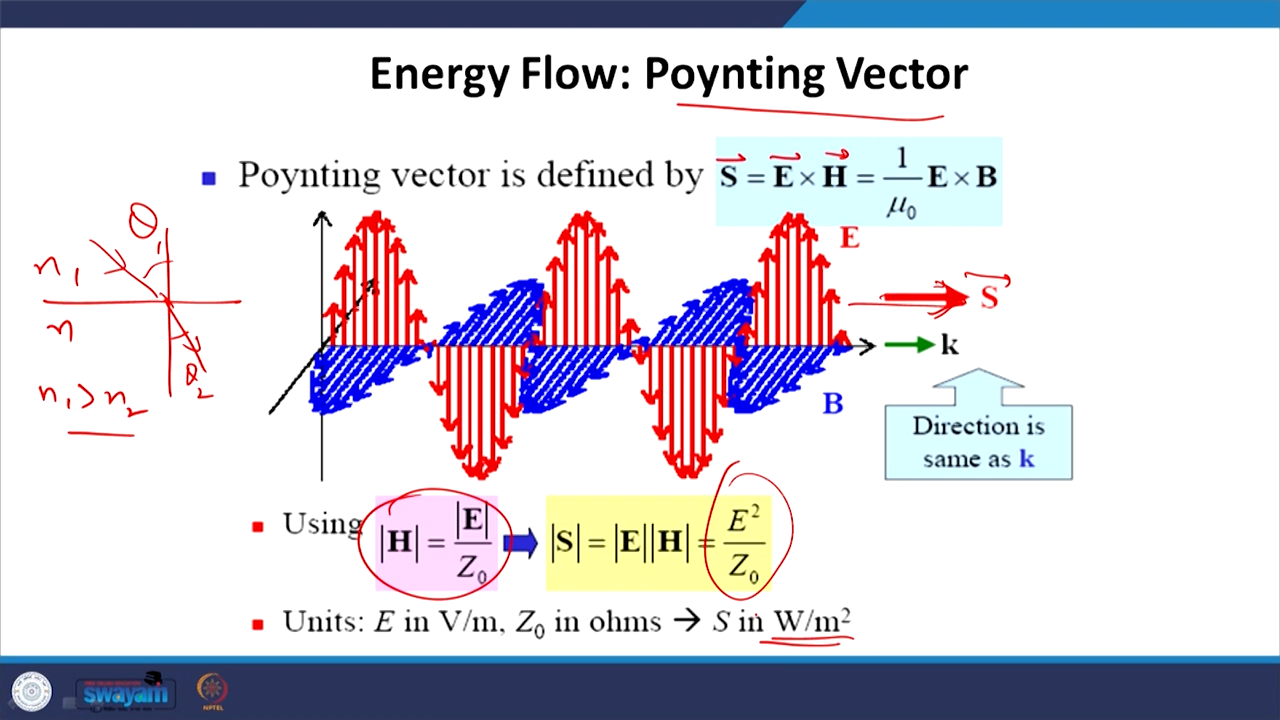 Energy Flow: Poynting Vector
Poynting vector is defined by S = E × H = 1/μ₀ E × B
θ₁
n₁
n
n₁ > n₂
θ₂
E
S
k
B
Direction is
same as k
Using |H| = |E|/Z₀ |S| = |E||H| = E²/Z₀
Units: E in V/m, Z₀ in ohms → S in W/m²
swayam
NPTEL